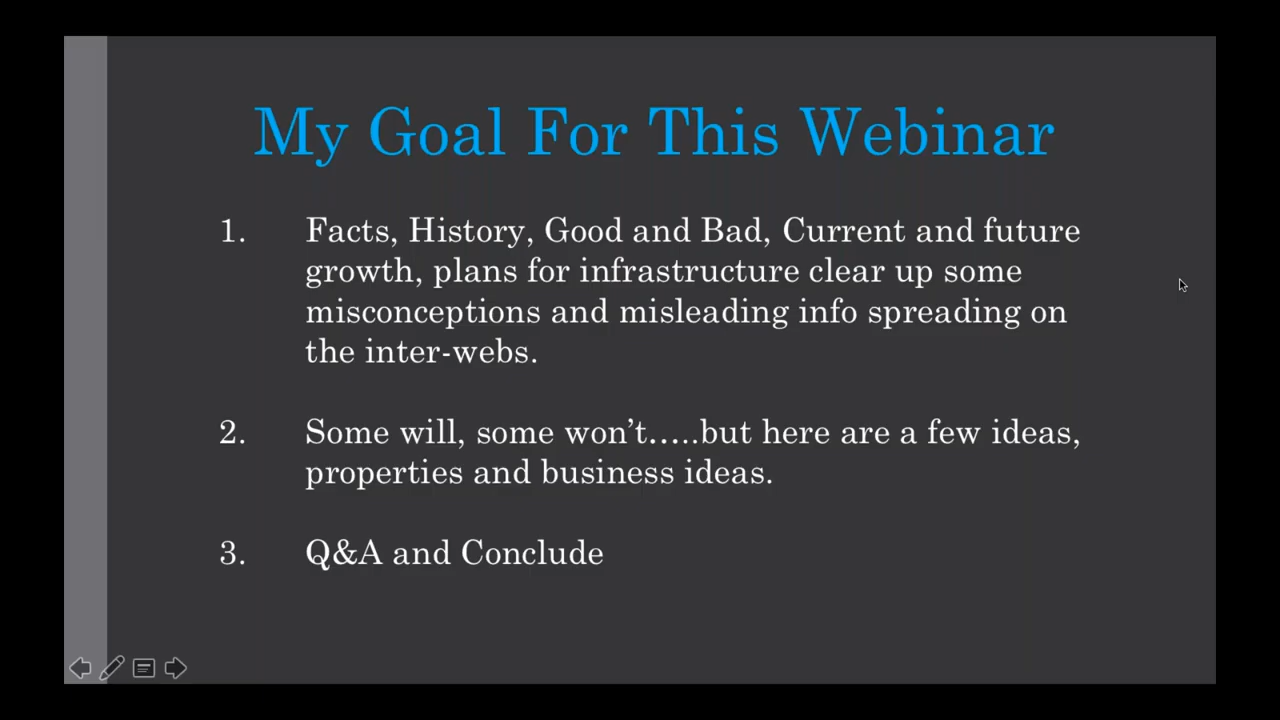 My Goal For This Webinar
1. Facts, History, Good and Bad, Current and future
growth, plans for infrastructure clear up some
misconceptions and misleading info spreading on
the inter-webs.
2. Some will, some won’t.....but here are a few ideas,
properties and business ideas.
3. Q&A and Conclude